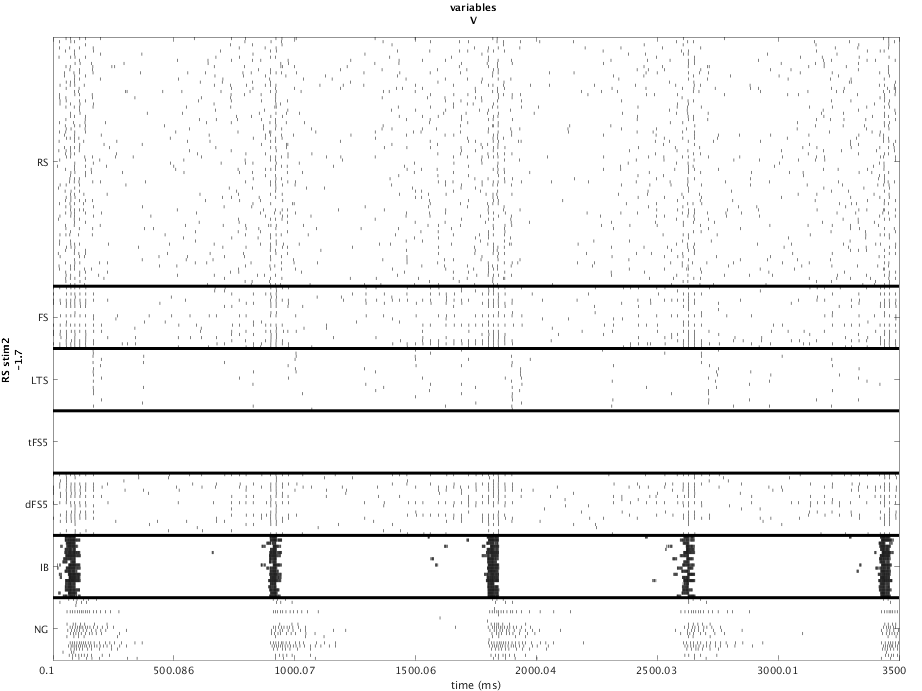 variables
V
RS
FS
LTS
tFS5
dFS5
IB
NG
RS stim2
-1.7
0.1 500.086 1000.07 1500.06 2000.04 2500.03 3000.01 3500
time (ms)